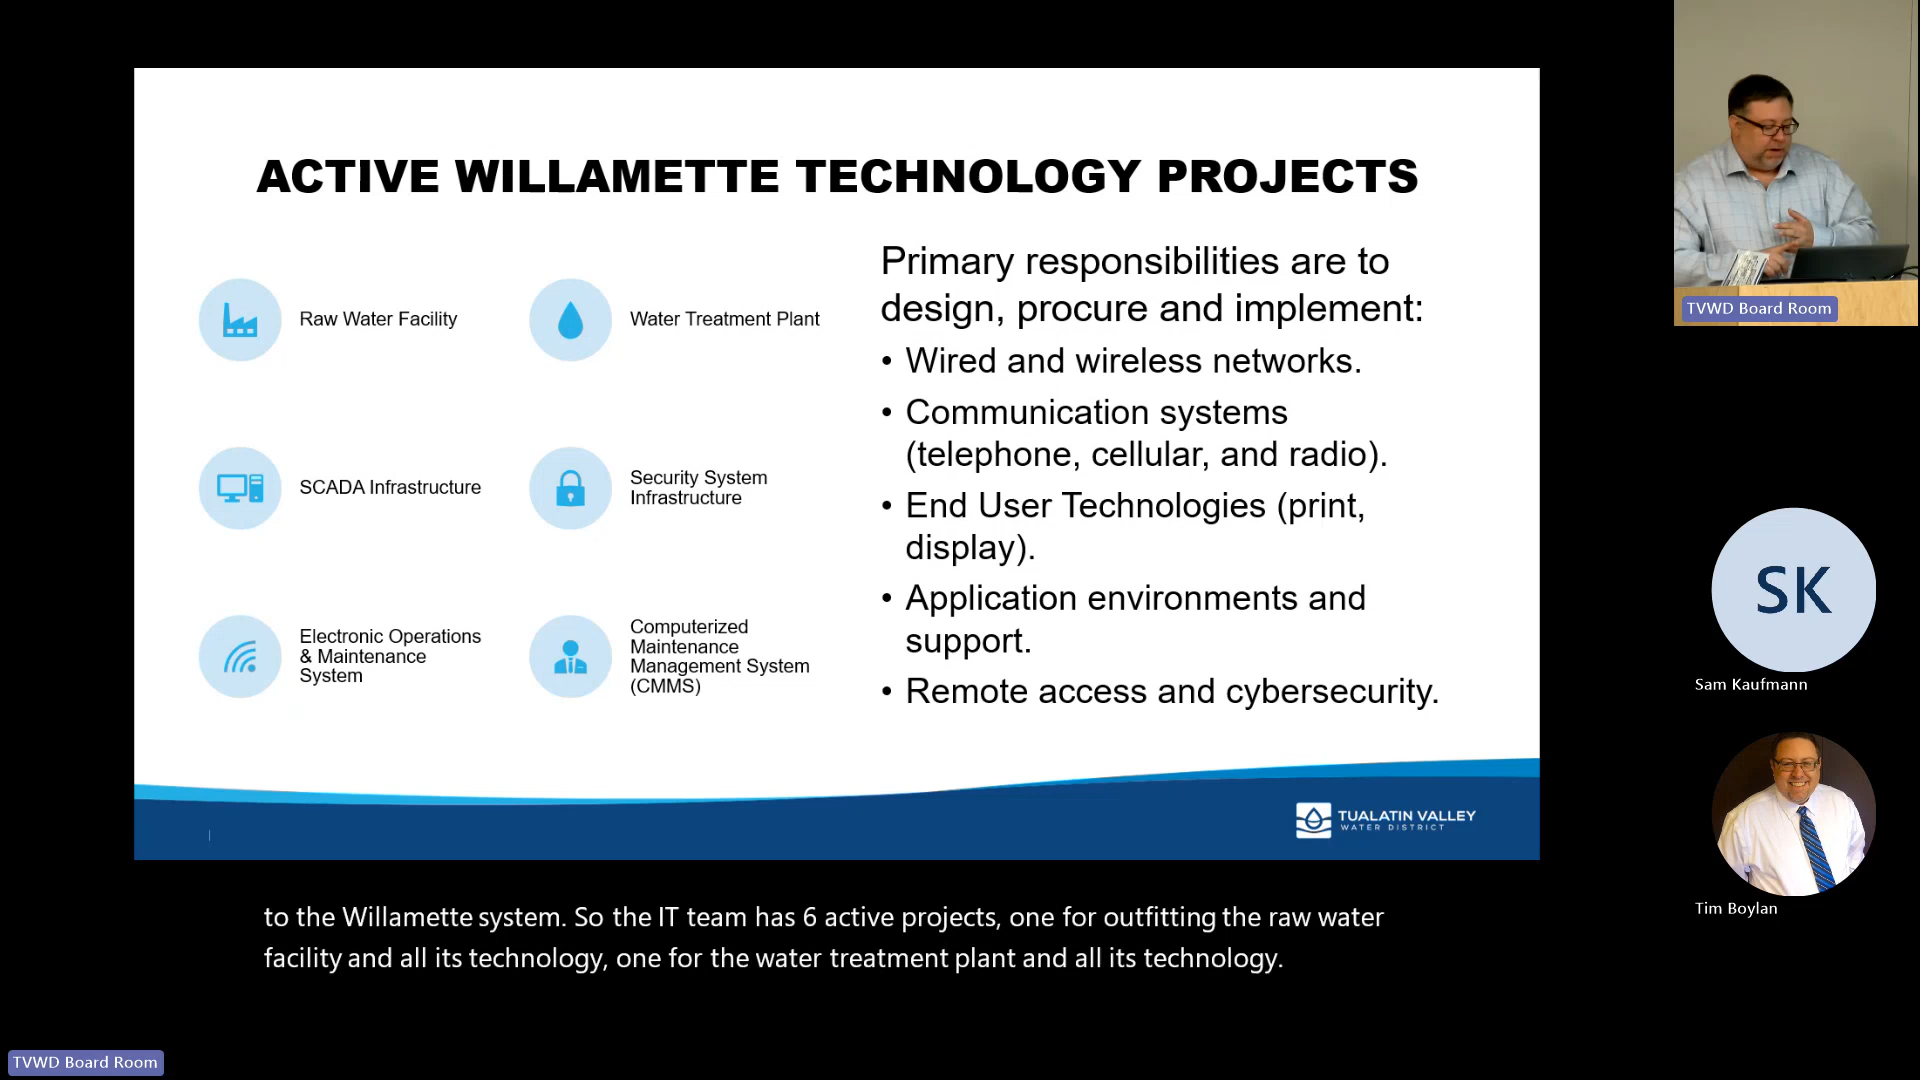 ACTIVE WILLAMETTE TECHNOLOGY PROJECTS
Raw Water Facility
Water Treatment Plant
SCADA Infrastructure
Security System
Infrastructure
Electronic Operations
& Maintenance
System
Computerized
Maintenance
Management System
(CMMS)
Primary responsibilities are to
design, procure and implement:
• Wired and wireless networks.
• Communication systems
(telephone, cellular, and radio).
• End User Technologies (print,
display).
• Application environments and
support.
• Remote access and cybersecurity.
TUALATIN VALLEY
WATER DISTRICT
TVWD Board Room
SK
Sam Kaufmann
Tim Boylan
to the Willamette system. So the IT team has 6 active projects, one for outfitting the raw water
facility and all its technology, one for the water treatment plant and all its technology.
TVWD Board Room